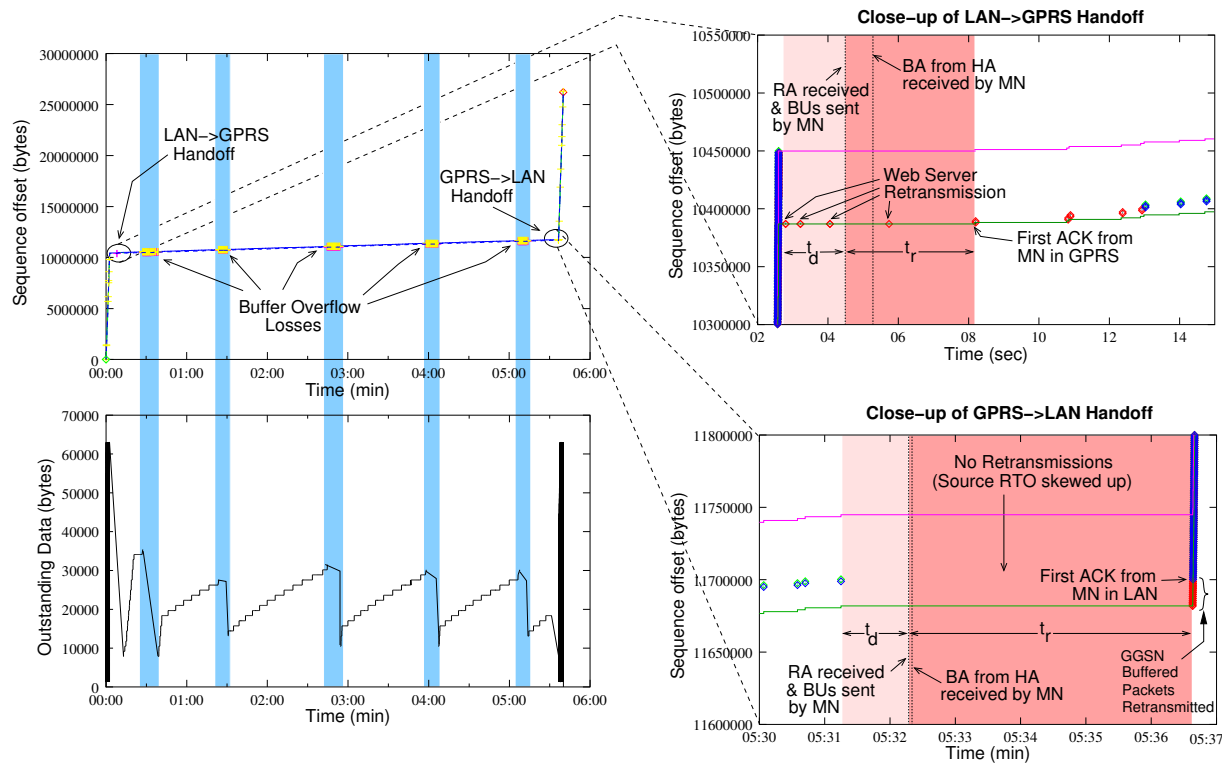 30000000
25000000
20000000
15000000
10000000
5000000
0
Sequence offset (bytes)
LAN->GPRS
Handoff
GPRS->LAN
Handoff
Buffer Overflow
Losses
00:00
01:00
02:00
03:00
04:00
05:00
06:00
Time (min)
70000
60000
50000
40000
30000
20000
10000
0
Outstanding Data (bytes)
00:00
01:00
02:00
03:00
04:00
05:00
06:00
Time (min)
Close-up of LAN->GPRS Handoff
10550000
10500000
10450000
10400000
10350000
10300000
Sequence offset (bytes)
RA received
& BUs sent
by MN
BA from HA
received by MN
Web Server
Retransmission
First ACK from
MN in GPRS
td
tr
02
04
06
08
10
12
14
Time (sec)
Close-up of GPRS->LAN Handoff
11800000
11750000
11700000
11650000
11600000
Sequence offset (bytes)
No Retransmissions
(Source RTO skewed up)
First ACK from
MN in LAN
td
tr
RA received
& BUs sent
by MN
BA from HA
received by MN
GGSN
Buffered
Packets
Retransmitted
05:30
05:31
05:32
05:33
05:34
05:35
05:36
05:37
Time (min)